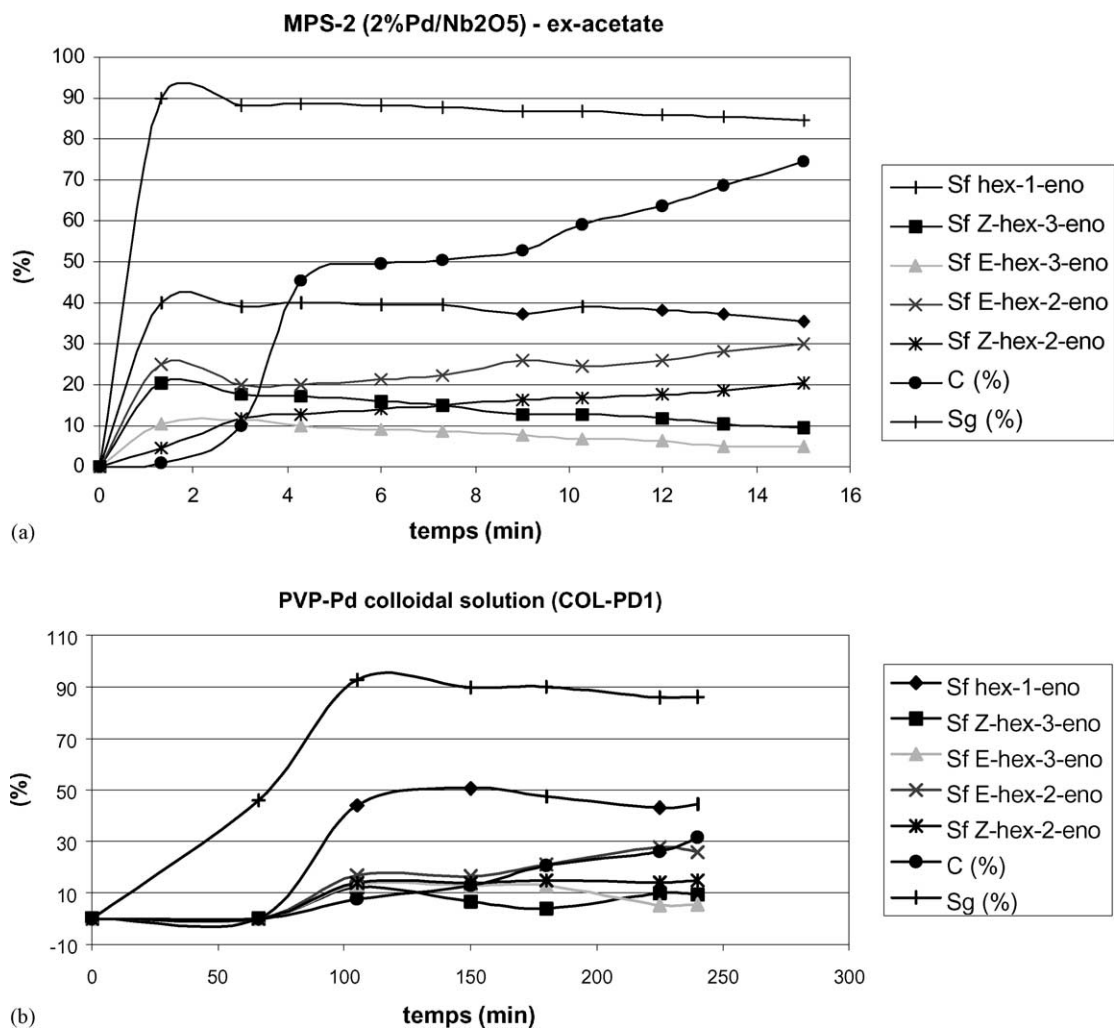 MPS-2 (2%Pd/Nb2O5) - ex-acetate
100
90
80
70
60
50
40
30
20
10
0
(%)
0 2 4 6 8 10 12 14 16
temps (min)
Sf hex-1-eno
Sf Z-hex-3-eno
Sf E-hex-3-eno
Sf E-hex-2-eno
Sf Z-hex-2-eno
C (%)
Sg (%)
(a)
PVP-Pd colloidal solution (COL-PD1)
110
90
70
50
30
10
-10
(%)
0 50 100 150 200 250 300
temps (min)
Sf hex-1-eno
Sf Z-hex-3-eno
Sf E-hex-3-eno
Sf E-hex-2-eno
Sf Z-hex-2-eno
C (%)
Sg (%)
(b)